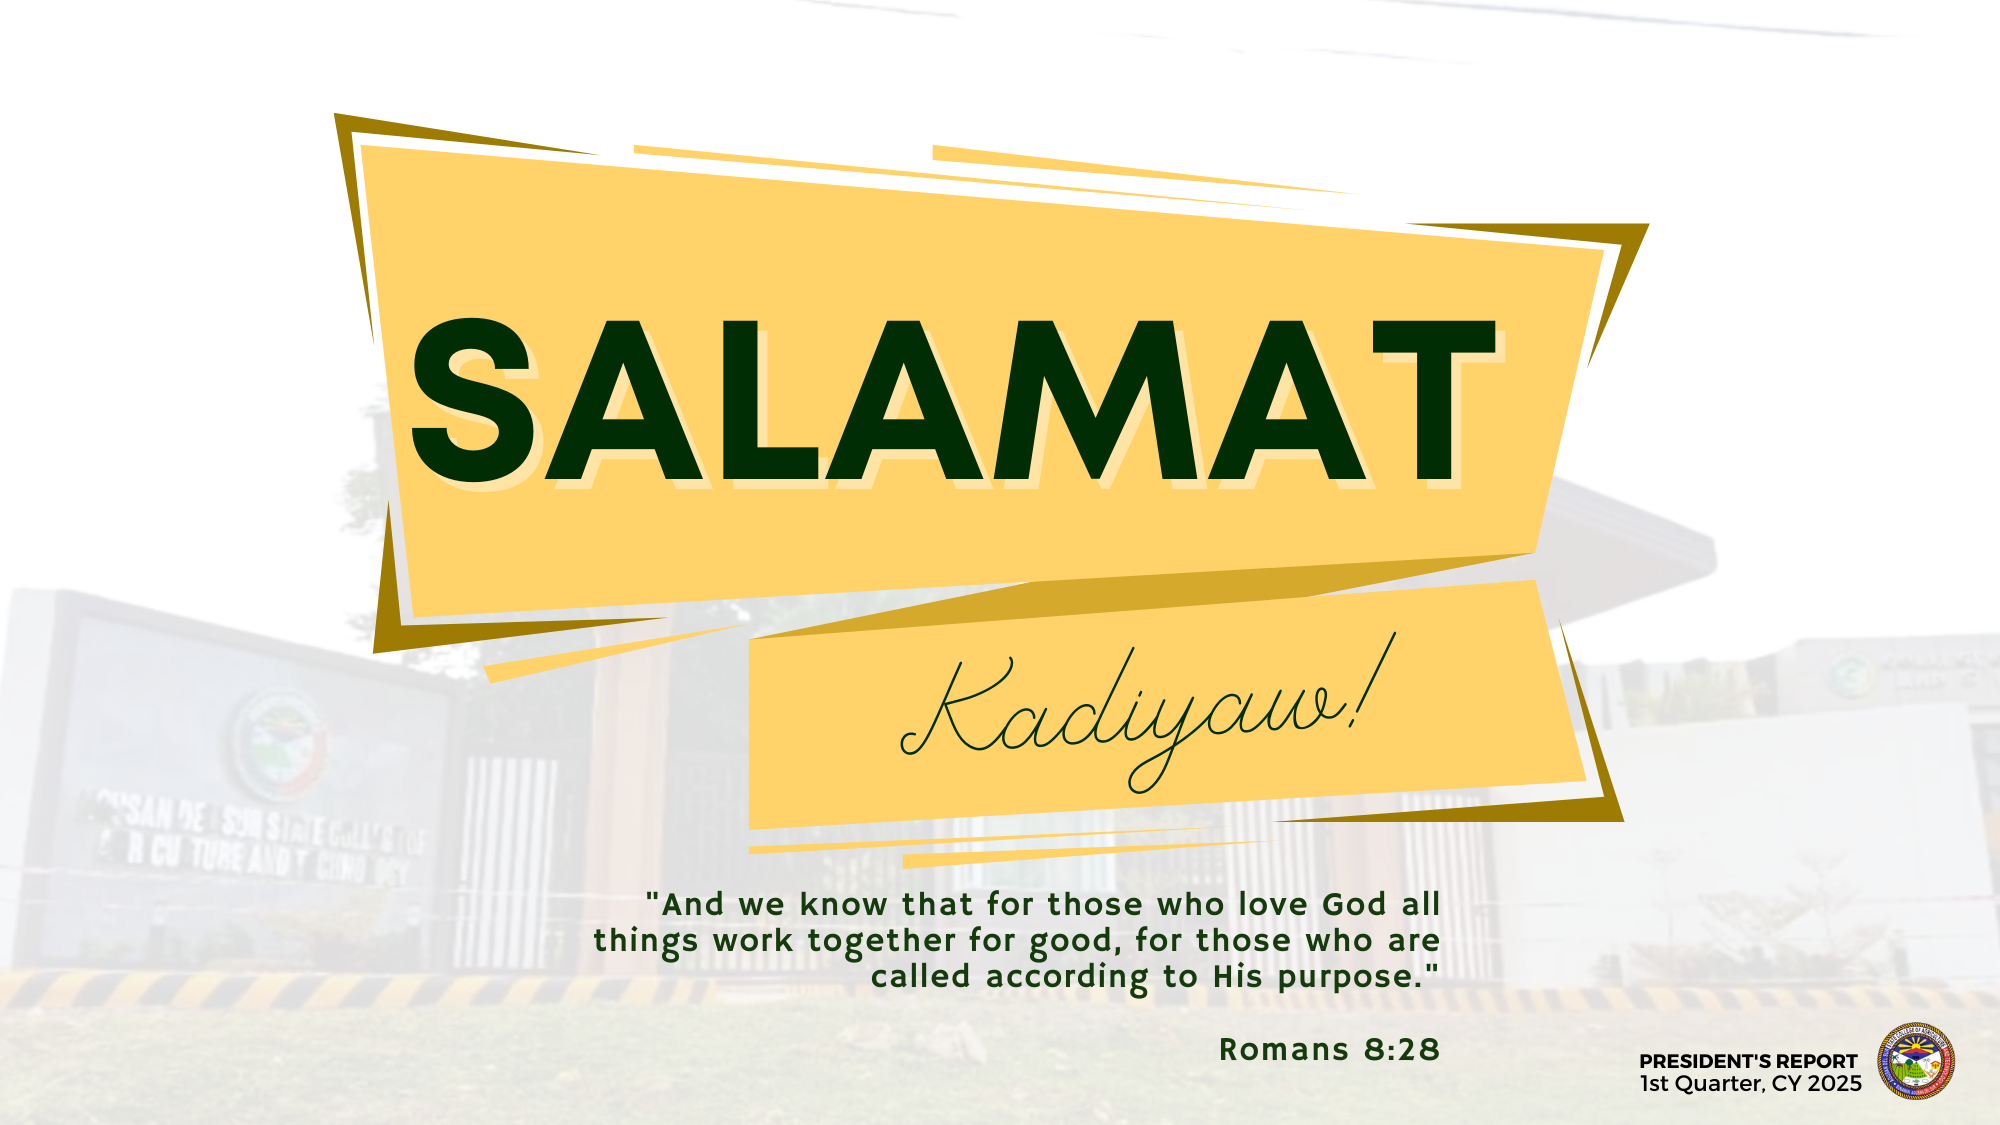 SALAMAT
Kadiyaw!
"And we know that for those who love God all
things work together for good, for those who are
called according to His purpose."
Romans 8:28
PRESIDENT'S REPORT
1st Quarter, CY 2025